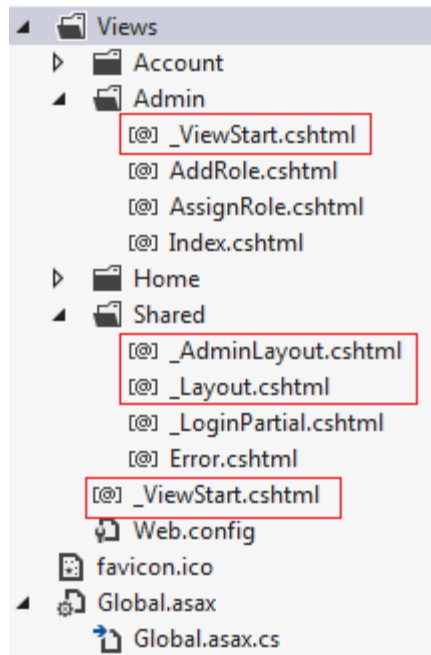 Views
Account
Admin
[@] _ViewStart.cshtml
[@] AddRole.cshtml
[@] AssignRole.cshtml
[@] Index.cshtml
Home
Shared
[@] _AdminLayout.cshtml
[@] _Layout.cshtml
[@] _LoginPartial.cshtml
[@] Error.cshtml
[@] _ViewStart.cshtml
Web.config
favicon.ico
Global.asax
Global.asax.cs